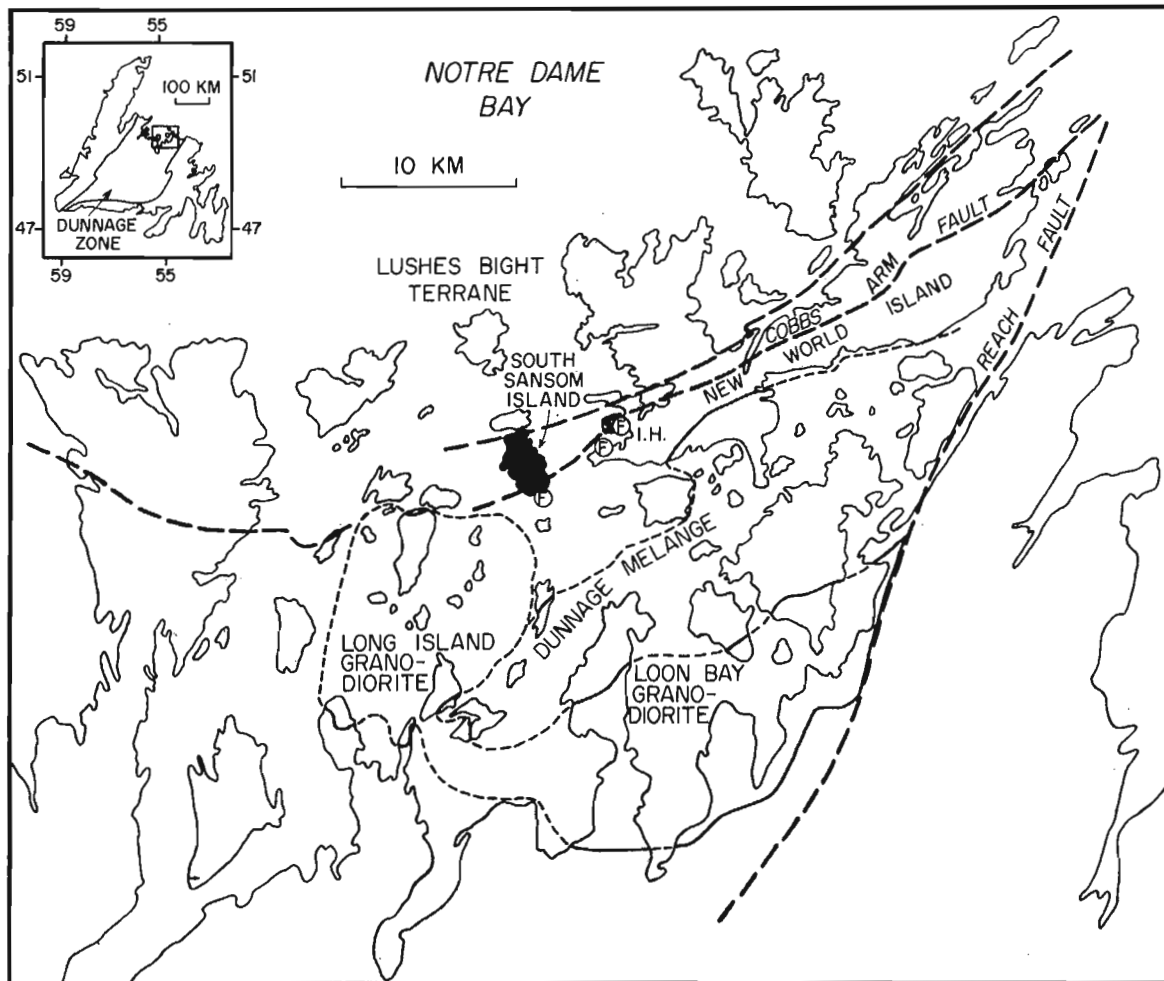 59
55
51
51
100 KM
47
47
DUNNAGE
ZONE
59
55
NOTRE DAME
BAY
10 KM
LUSHES BIGHT
TERRANE
SOUTH
SANSOM
ISLAND
COBBS
ARM
FAULT
NEW
WORLD
ISLAND
REACH
FAULT
F
I.H.
F
F
DUNNAGE MELANGE
LONG ISLAND
GRANO-
DIORITE
LOON BAY
GRANO-
DIORITE